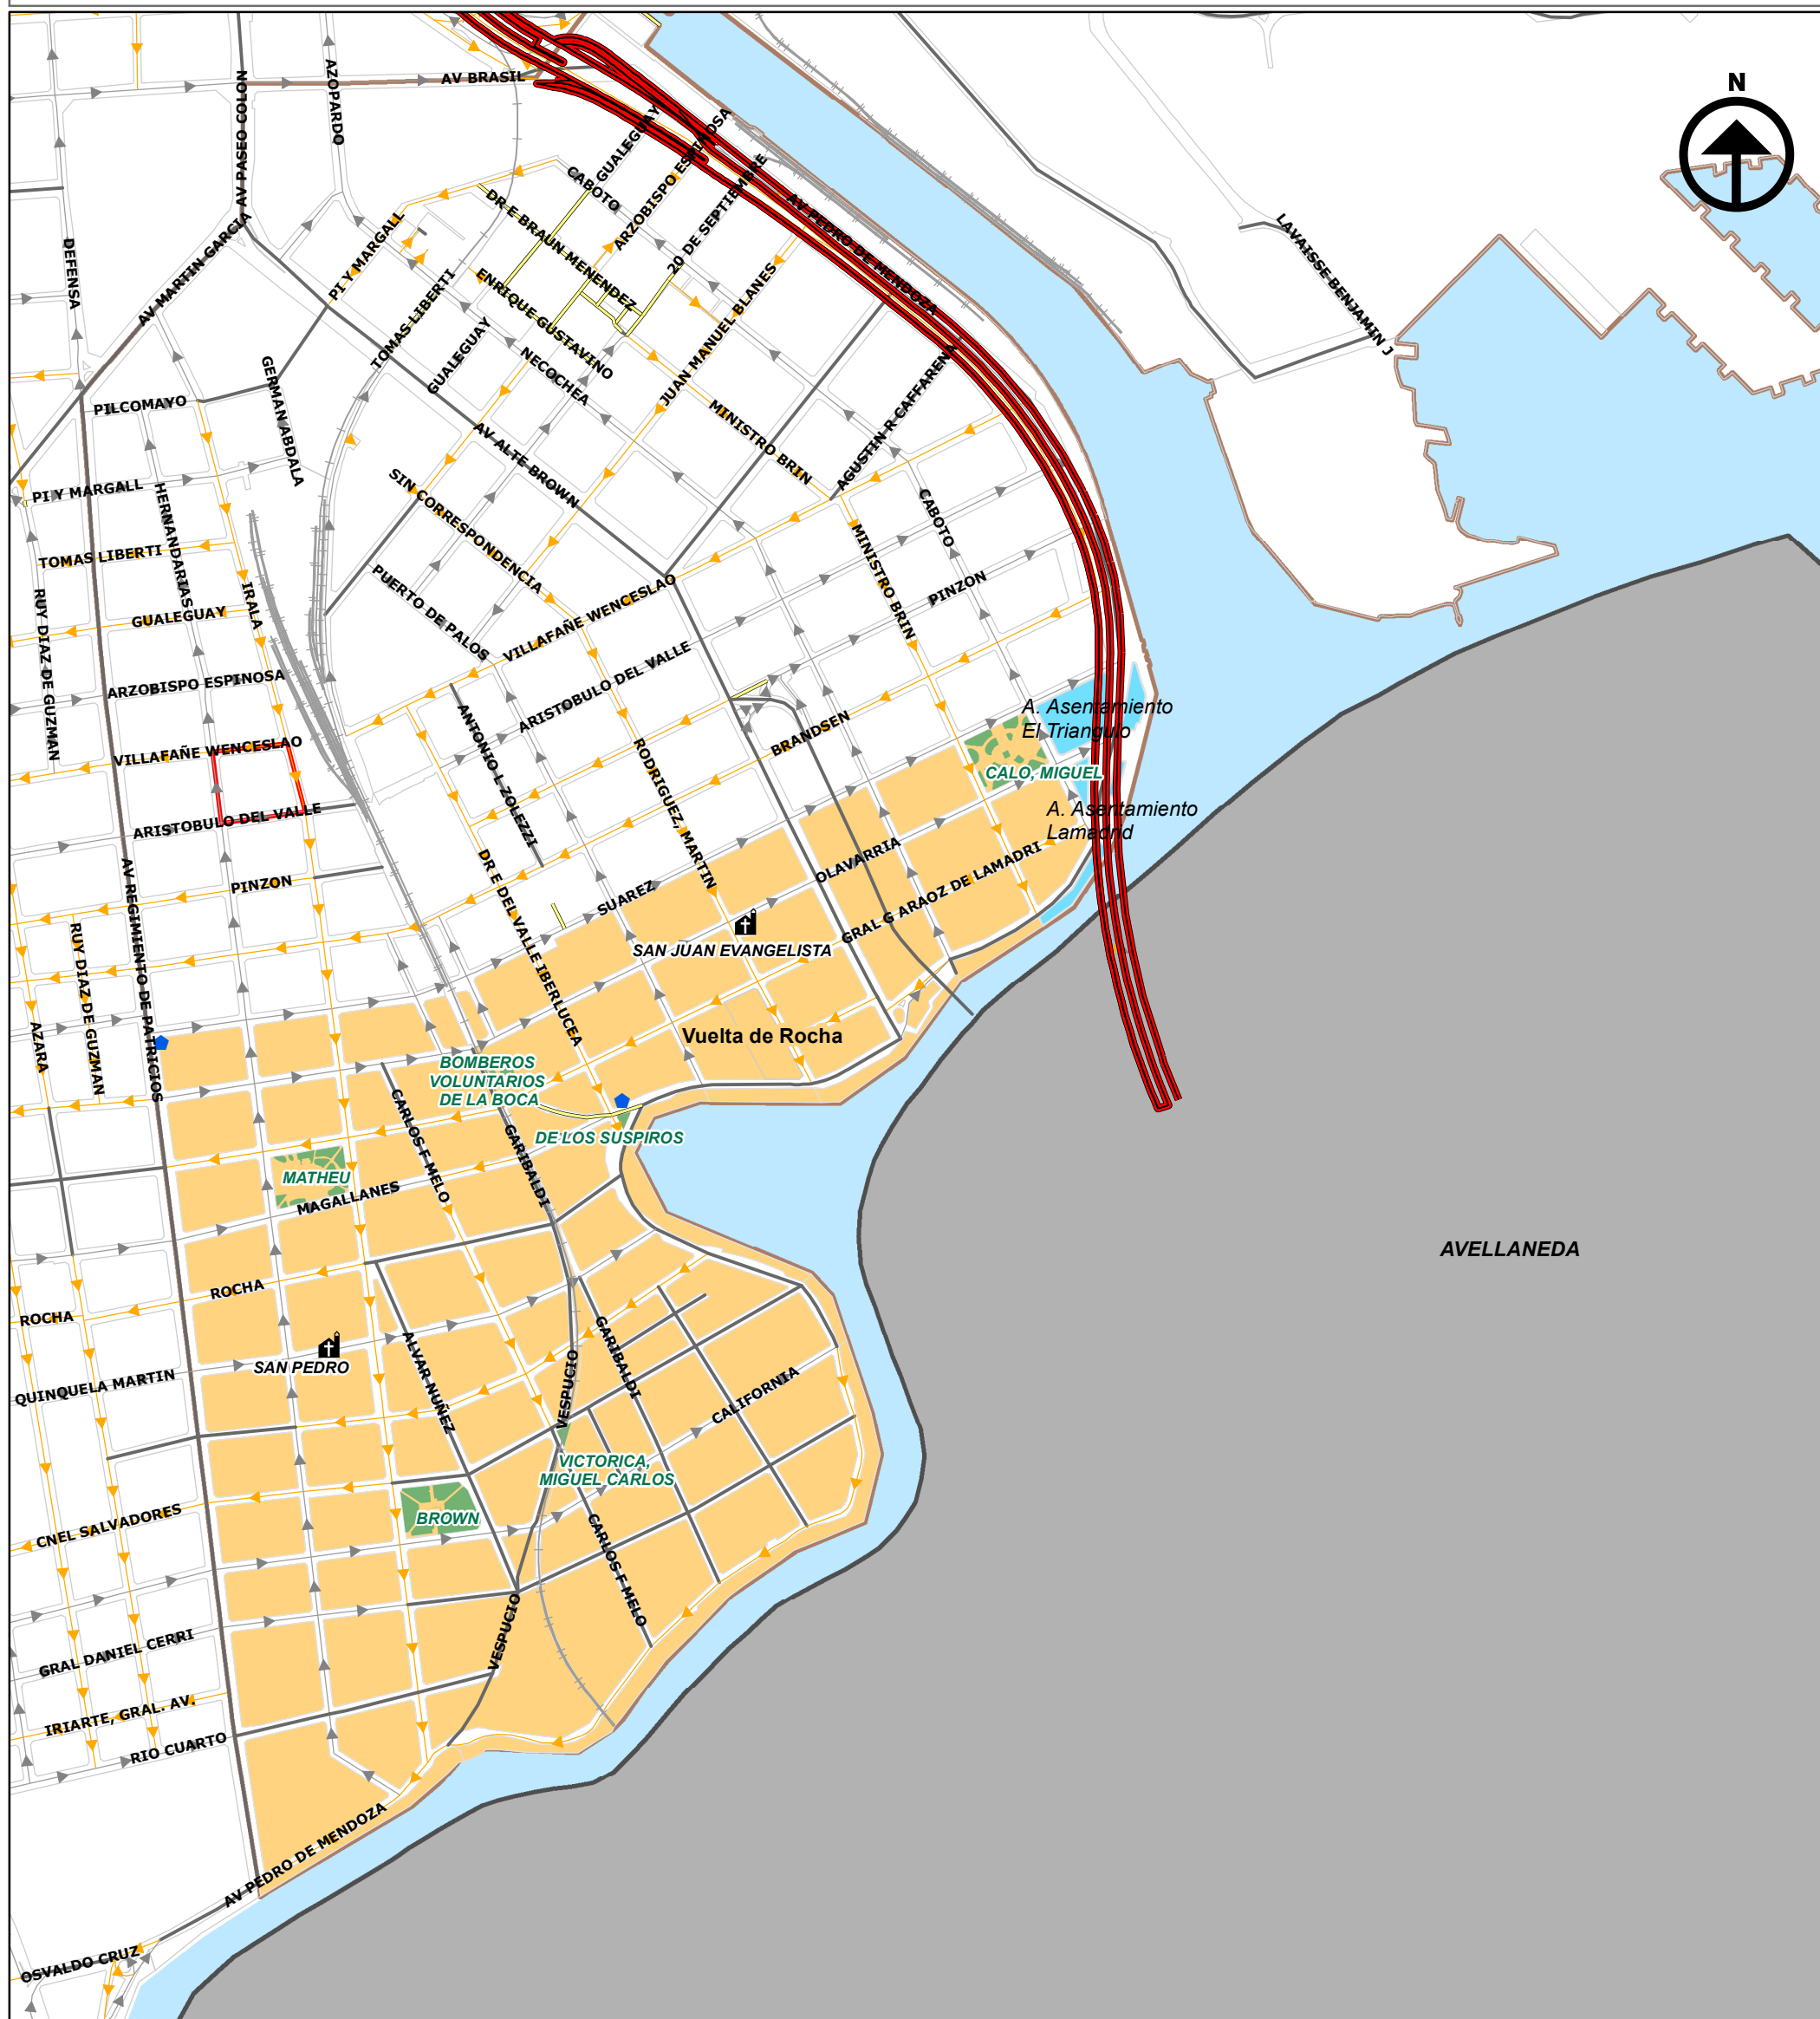 N
AV BRASIL
AZOPARDO
AV PASEO COLON
GUALEGUAY
ARZOBISPO ESPINOSA
20 DE SEPTIEMBRE
CABOTO
DR E BRAUN MENENDEZ
AV PEDRO DE MENDOZA
LAVAISSE BENJAMIN J
DEFENSA
AV MARTIN GARCIA
PI Y MARGALL
TOMAS LIBERTI
ENRIQUE GUSTAVINO
JUAN MANUEL BLANES
GUALEGUAY
NECOCHEA
GERMAN ABDALA
PILCOMAYO
AGUSTIN R CAFFARENA
MINISTRO BRIN
AV ALTE BROWN
SIN CORRESPONDENCIA
PI Y MARGALL
HERNANDARIAS
CABOTO
MINISTRO BRIN
TOMAS LIBERTI
PUERTO DE PALOS
VILLAFAÑE WENCESLAO
PINZON
IRALA
RUY DIAZ DE GUZMAN
GUALEGUAY
ARISTOBULO DEL VALLE
ARZOBISPO ESPINOSA
ANTONIO L ZOLEZZI
A. Asentamiento
El Triangulo
BRANDSEN
VILLAFAÑE WENCESLAO
RODRIGUEZ, MARTIN
CALO, MIGUEL
A. Asentamiento
Lamadrid
ARISTOBULO DEL VALLE
OLAVARRIA
GRAL G ARAOZ DE LAMADRI
DR E DEL VALLE IBERLUCEA
PINZON
SUAREZ
AV REGIMIENTO DE PATRICIOS
SAN JUAN EVANGELISTA
RUY DIAZ DE GUZMAN
AZARA
Vuelta de Rocha
BOMBEROS
VOLUNTARIOS
DE LA BOCA
CARLOS F MELO
GARIBALDI
DE LOS SUSPIROS
MATHEU
MAGALLANES
AVELLANEDA
ROCHA
ROCHA
GARIBALDI
ALVAR NUÑEZ
SAN PEDRO
VESPUCIO
QUINQUELA MARTIN
CALIFORNIA
VICTORICA,
MIGUEL CARLOS
BROWN
CNEL SALVADORES
CARLOS F MELO
VESPUCIO
GRAL DANIEL CERRI
IRIARTE, GRAL. AV.
RIO CUARTO
AV PEDRO DE MENDOZA
OSVALDO CRUZ